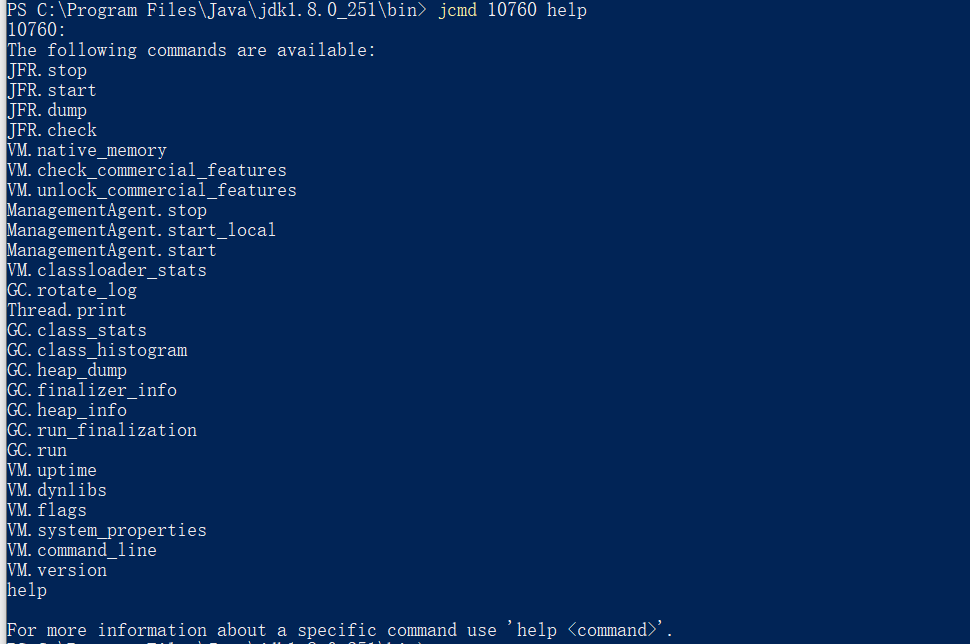 PS C:\Program Files\Java\jdk1.8.0_251\bin> jcmd 10760 help
10760:
The following commands are available:
JFR.stop
JFR.start
JFR.dump
JFR.check
VM.native_memory
VM.check_commercial_features
VM.unlock_commercial_features
ManagementAgent.stop
ManagementAgent.start_local
ManagementAgent.start
VM.classloader_stats
GC.rotate_log
Thread.print
GC.class_stats
GC.class_histogram
GC.heap_dump
GC.finalizer_info
GC.heap_info
GC.run_finalization
GC.run
VM.uptime
VM.dynlibs
VM.flags
VM.system_properties
VM.command_line
VM.version
help
For more information about a specific command use 'help <command>'.